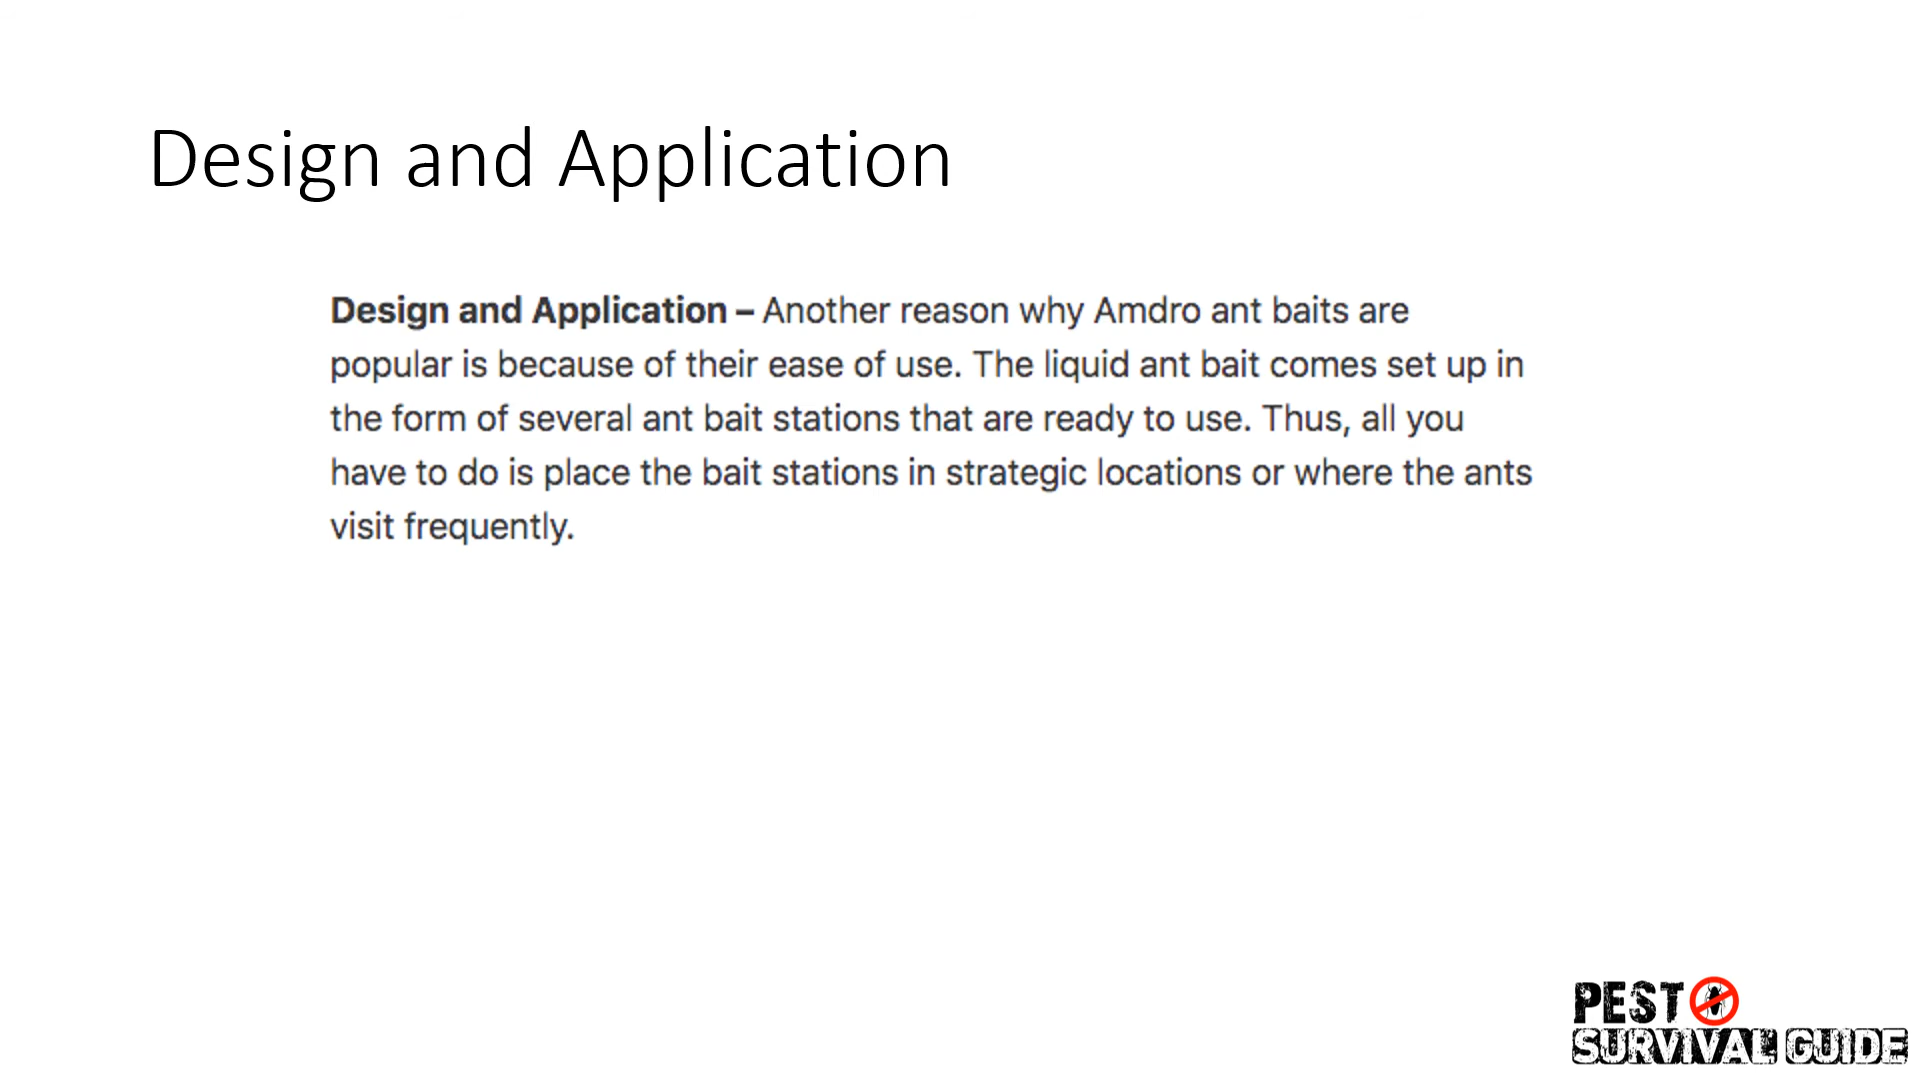 Design and Application
Design and Application – Another reason why Amdro ant baits are
popular is because of their ease of use. The liquid ant bait comes set up in
the form of several ant bait stations that are ready to use. Thus, all you
have to do is place the bait stations in strategic locations or where the ants
visit frequently.
PEST
SURVIVAL GUIDE